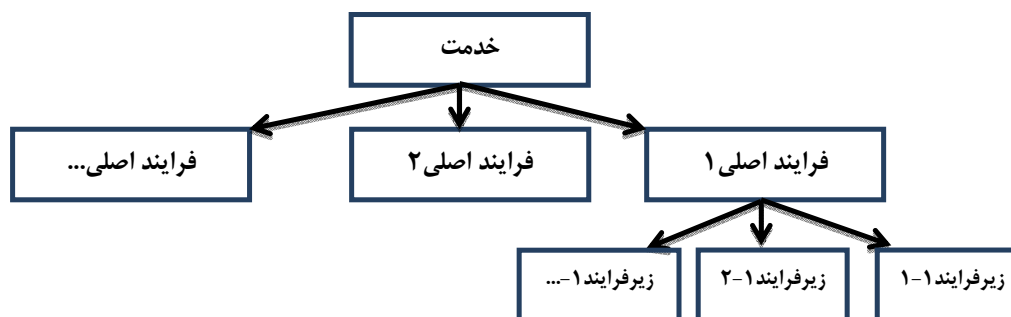 خدمت
فرایند اصلی۱
فرایند اصلی۲
فرایند اصلی...
زیرفرایند۱-۱
زیرفرایند۱-۲
زیرفرایند۱-...